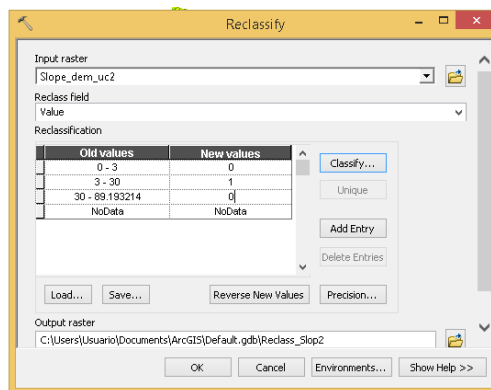 Reclassify
Input raster
Slope_dem_uc2
Reclass field
Value
Reclassification
Old values New values
0 - 3 0
3 - 30 1
30 - 89.193214 0
NoData NoData
Classify...
Unique
Add Entry
Delete Entries
Load... Save... Reverse New Values Precision...
Output raster
C:\Users\Usuario\Documents\ArcGIS\Default.gdb\Reclass_Slop2
OK Cancel Environments... Show Help >>